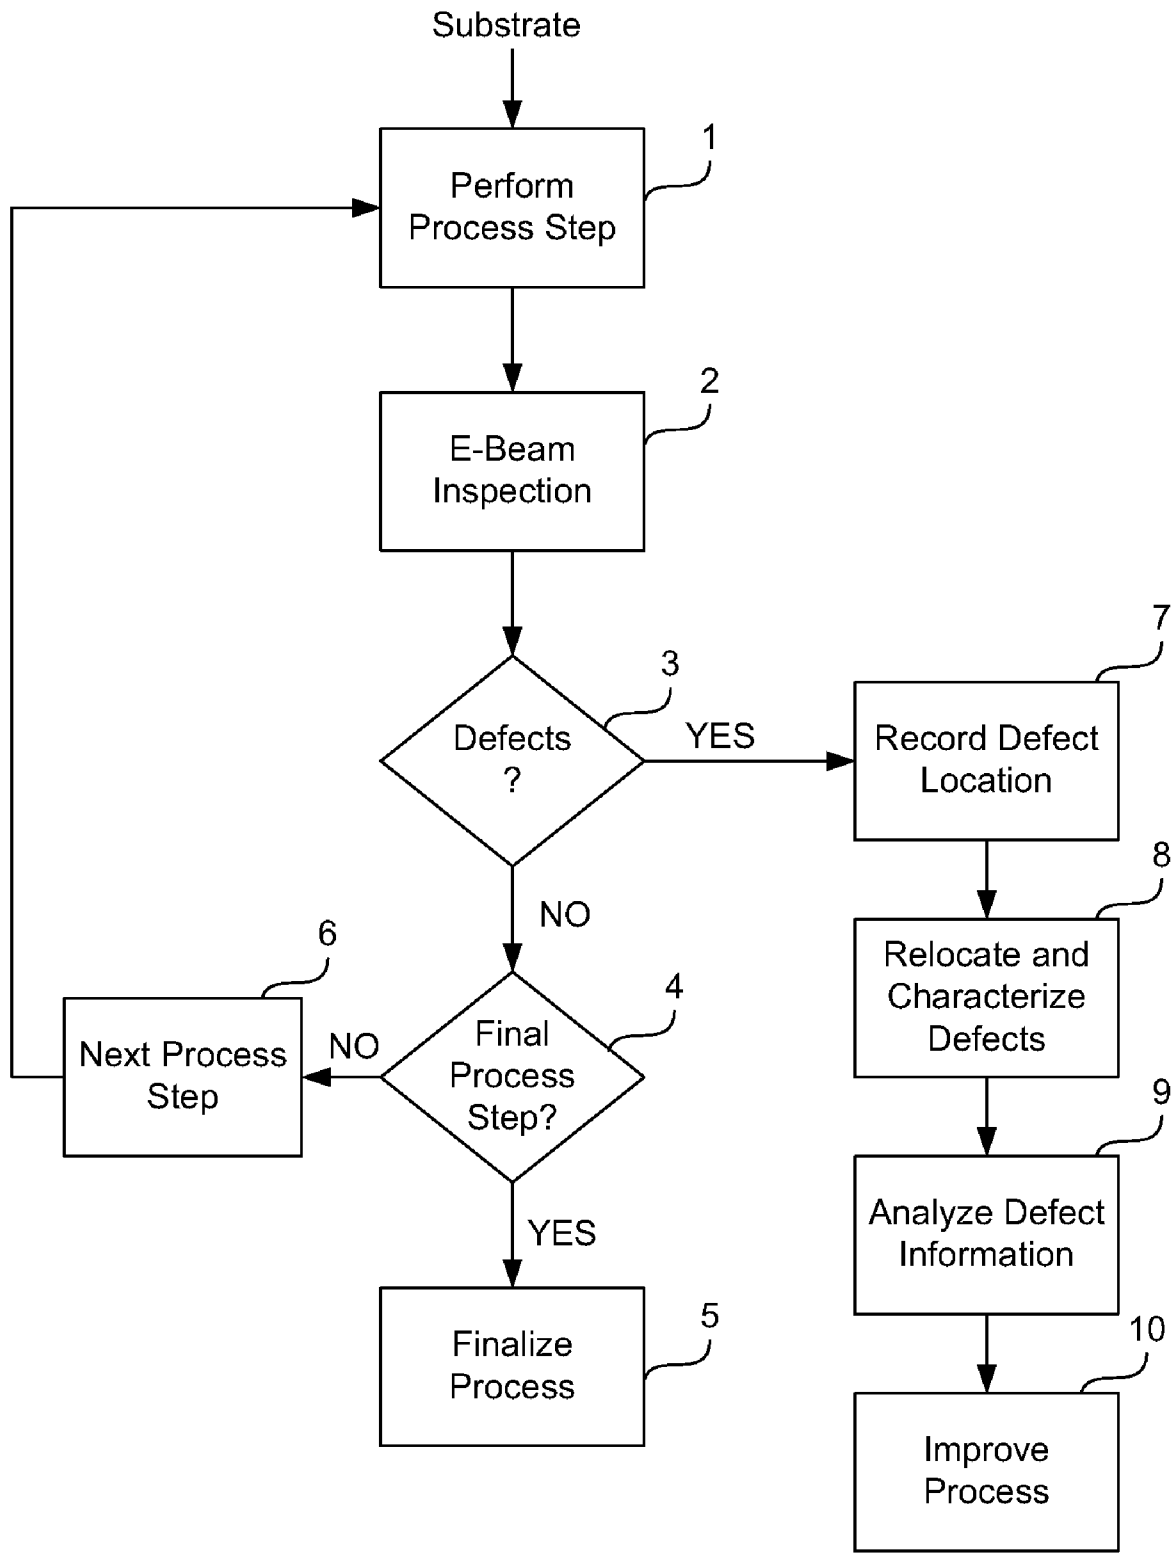 Substrate
1
Perform
Process Step
2
E-Beam
Inspection
3
Defects
?
YES
7
Record Defect
Location
NO
8
Relocate and
Characterize
Defects
6
Next Process
Step
NO
4
Final
Process
Step?
9
Analyze Defect
Information
YES
5
Finalize
Process
10
Improve
Process